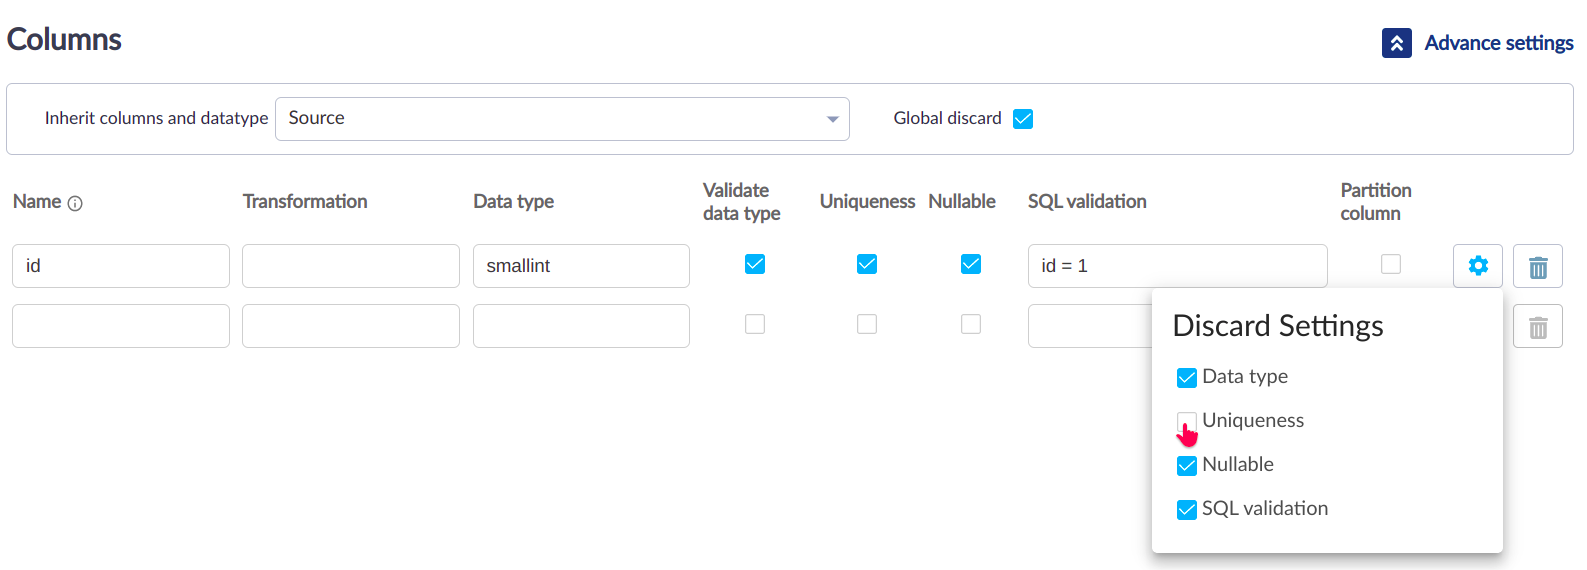 Columns
Advance settings
Inherit columns and datatype Source Global discard
Name Transformation Data type Validate data type Uniqueness Nullable SQL validation Partition column
id smallint id = 1
Discard Settings
Data type
Uniqueness
Nullable
SQL validation